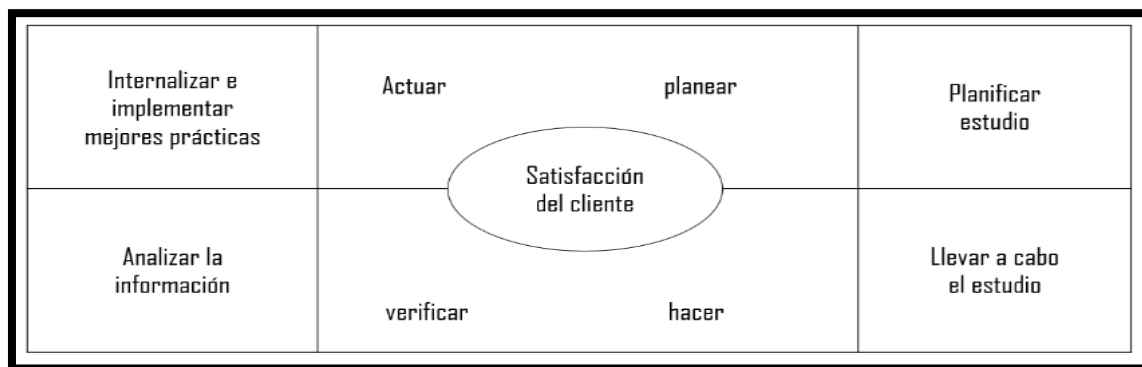 Internalizar e
implementar
mejores prácticas
Actuar
planear
Planificar
estudio
Satisfacción
del cliente
Analizar la
información
verificar
hacer
Llevar a cabo
el estudio